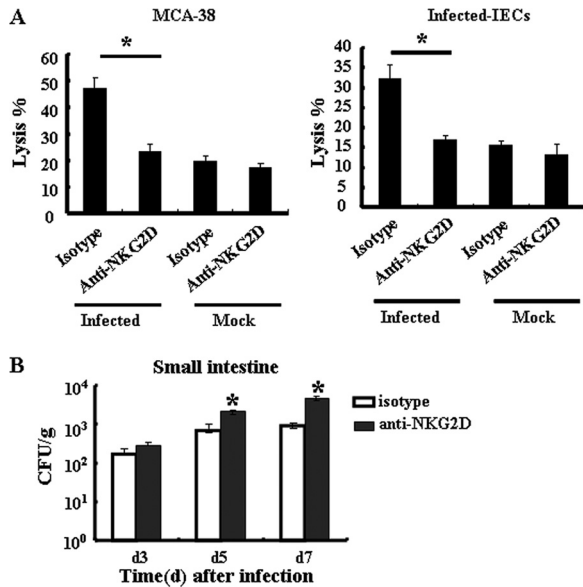 A
MCA-38
Infected-IECs
*
*
Lysis %
60
50
40
30
20
10
0
Isotype
Anti-NKG2D
Isotype
Anti-NKG2D
Infected
Mock
Lysis %
40
35
30
25
20
15
10
5
0
Isotype
Anti-NKG2D
Isotype
Anti-NKG2D
Infected
Mock
B
Small intestine
CFU/g
10⁴
10³
10²
10¹
10⁰
*
*
isotype
anti-NKG2D
d3
d5
d7
Time(d) after infection